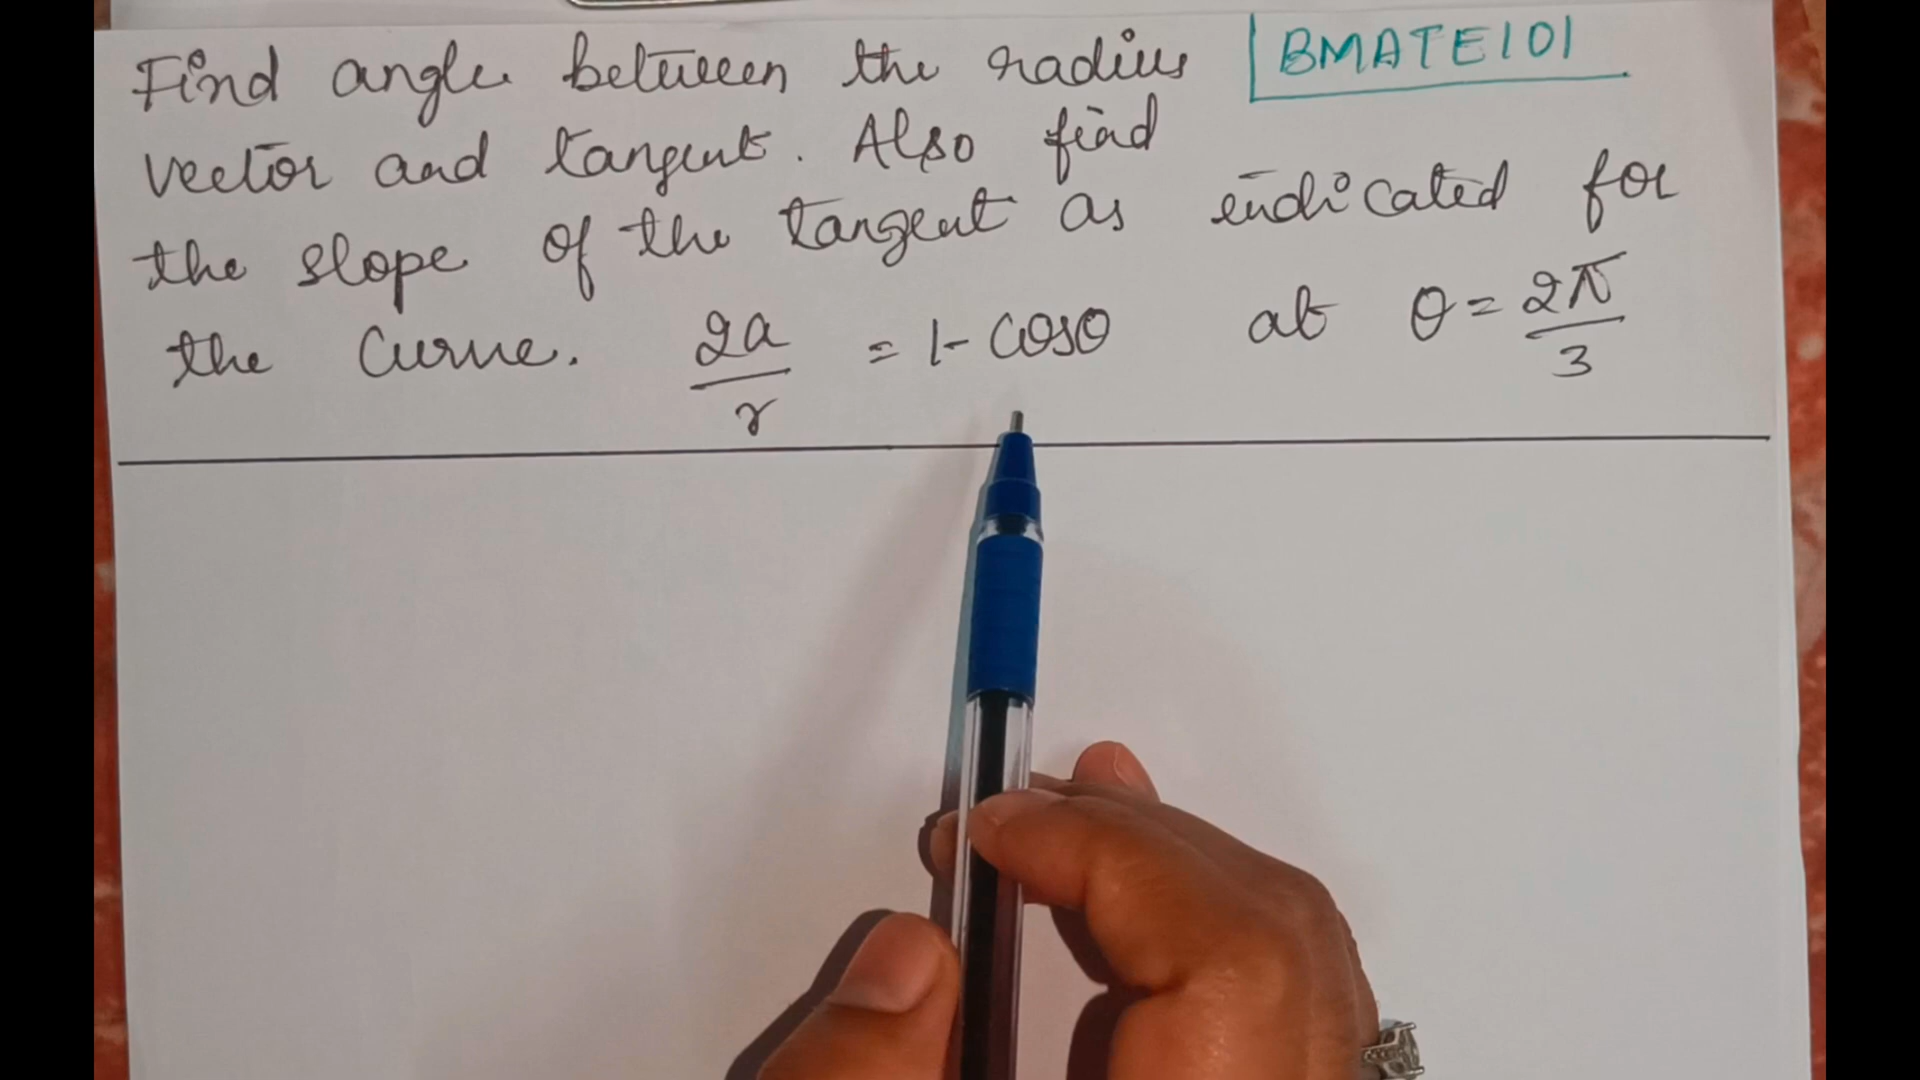 Find angle between the radius
BMATE101
vector and tangent. Also find
the slope of the tangent as indicated for
the curve. 2a/r = 1-cosθ at θ = 2π/3